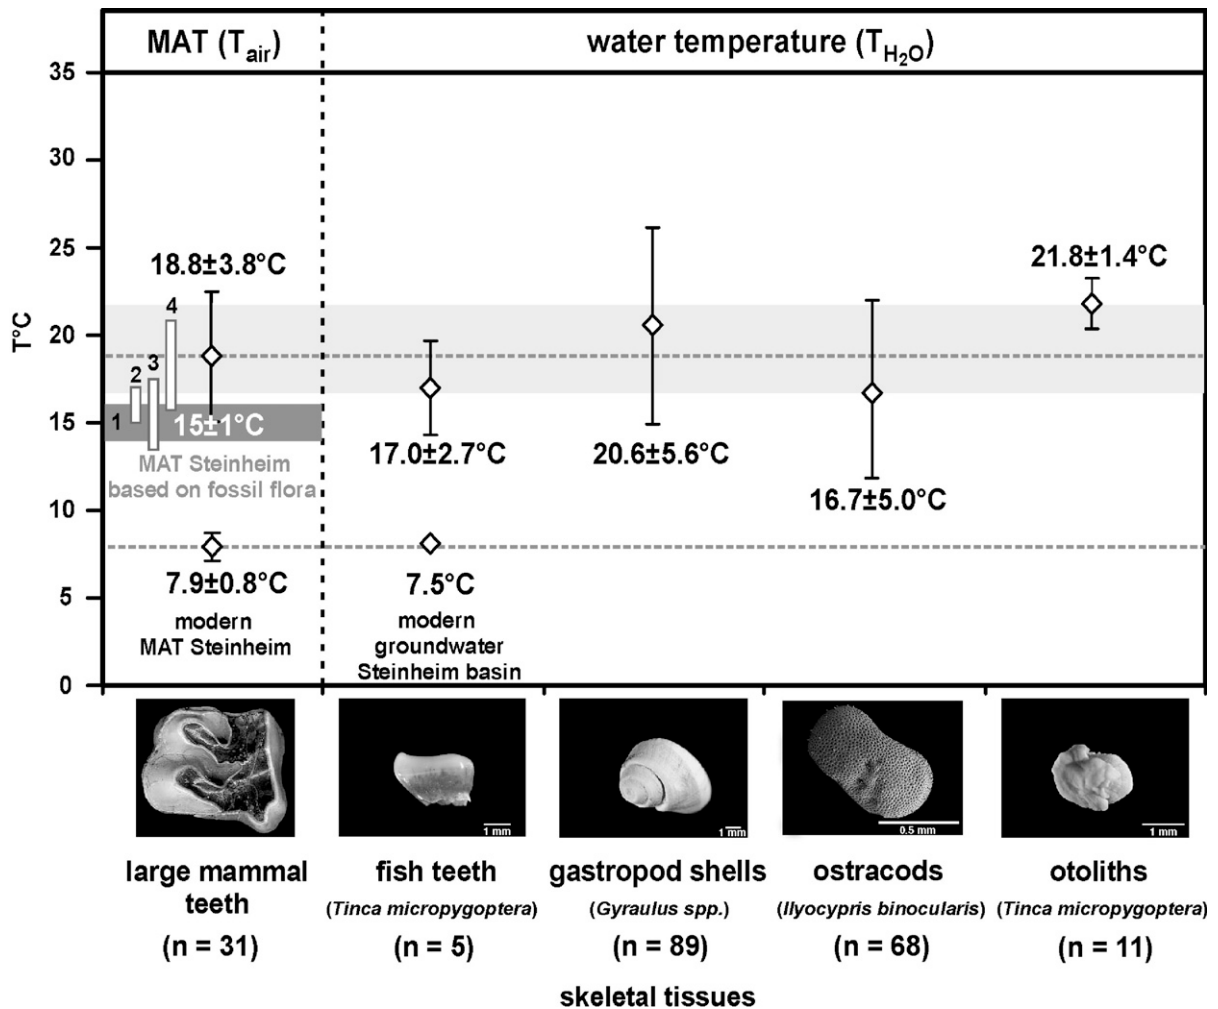 MAT (Tair)
water temperature (TH2O)
35
30
25
20
15
10
5
0
T°C
18.8±3.8°C
1
2
3
4
15±1°C
MAT Steinheim
based on fossil flora
7.9±0.8°C
modern
MAT Steinheim
17.0±2.7°C
7.5°C
modern
groundwater
Steinheim basin
20.6±5.6°C
16.7±5.0°C
21.8±1.4°C
1 mm
1 mm
0.5 mm
1 mm
large mammal
teeth
(n = 31)
fish teeth
(Tinca micropygoptera)
(n = 5)
gastropod shells
(Gyraulus spp.)
(n = 89)
ostracods
(Ilyocypris binocularis)
(n = 68)
otoliths
(Tinca micropygoptera)
(n = 11)
skeletal tissues